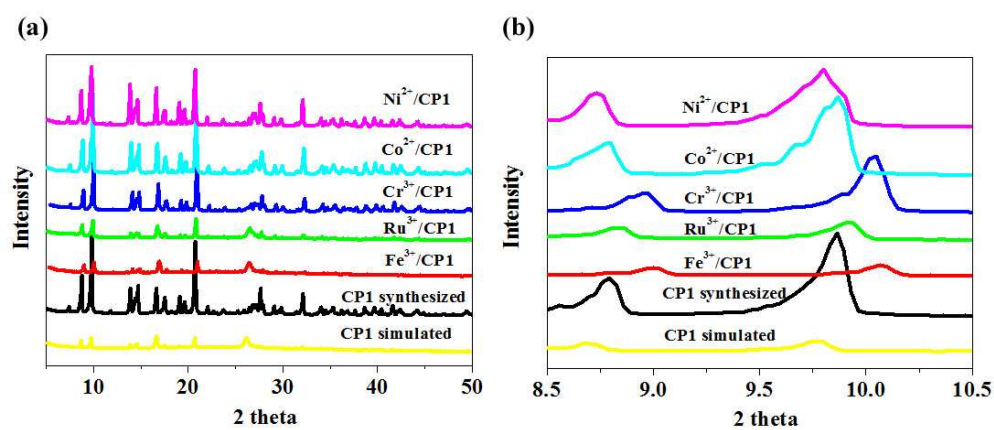 (a)
Intensity
Ni²⁺/CP1
Co²⁺/CP1
Cr³⁺/CP1
Ru³⁺/CP1
Fe³⁺/CP1
CP1 synthesized
CP1 simulated
10 20 30 40 50
2 theta
(b)
Intensity
Ni²⁺/CP1
Co²⁺/CP1
Cr³⁺/CP1
Ru³⁺/CP1
Fe³⁺/CP1
CP1 synthesized
CP1 simulated
8.5 9.0 9.5 10.0 10.5
2 theta